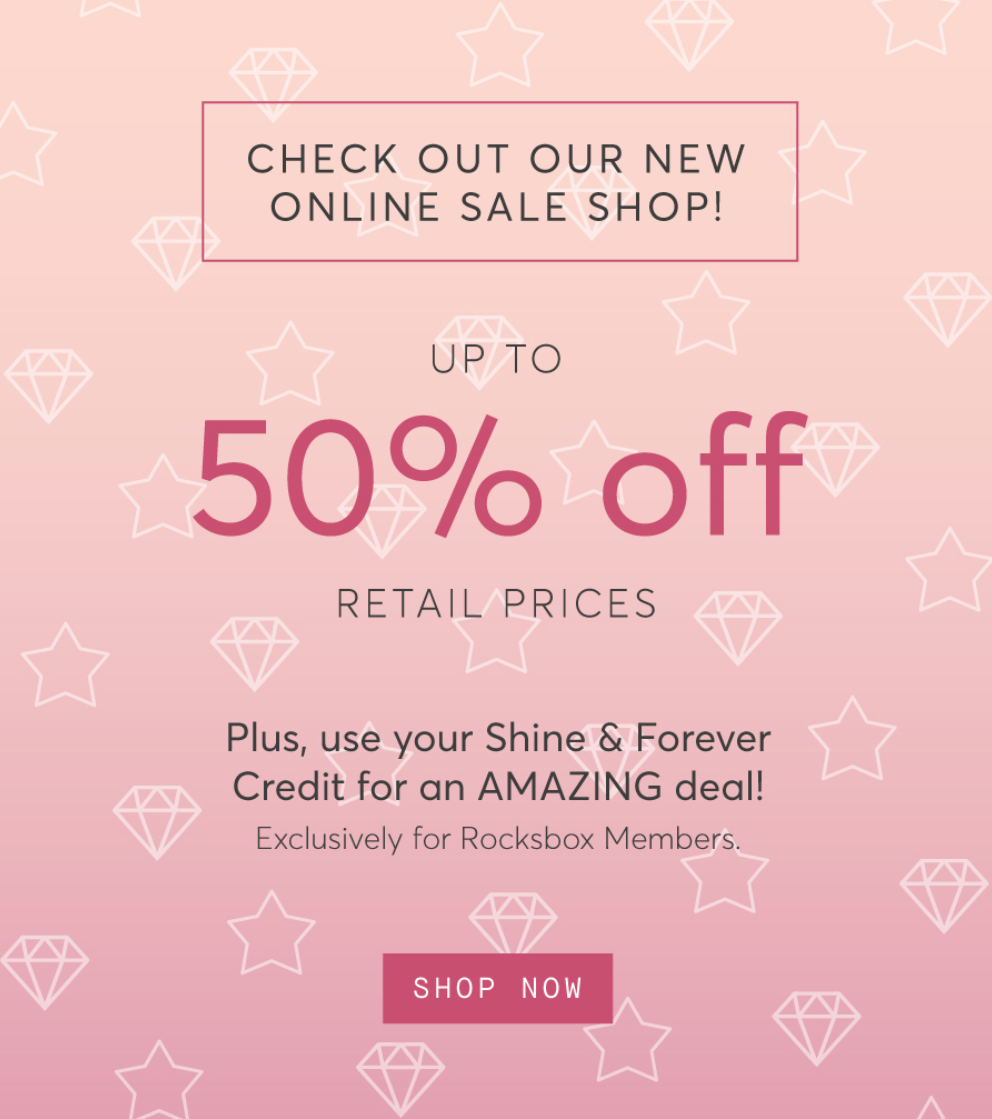 CHECK OUT OUR NEW
ONLINE SALE SHOP!
UP TO
50% off
RETAIL PRICES
Plus, use your Shine & Forever
Credit for an AMAZING deal!
Exclusively for Rocksbox Members.
SHOP NOW